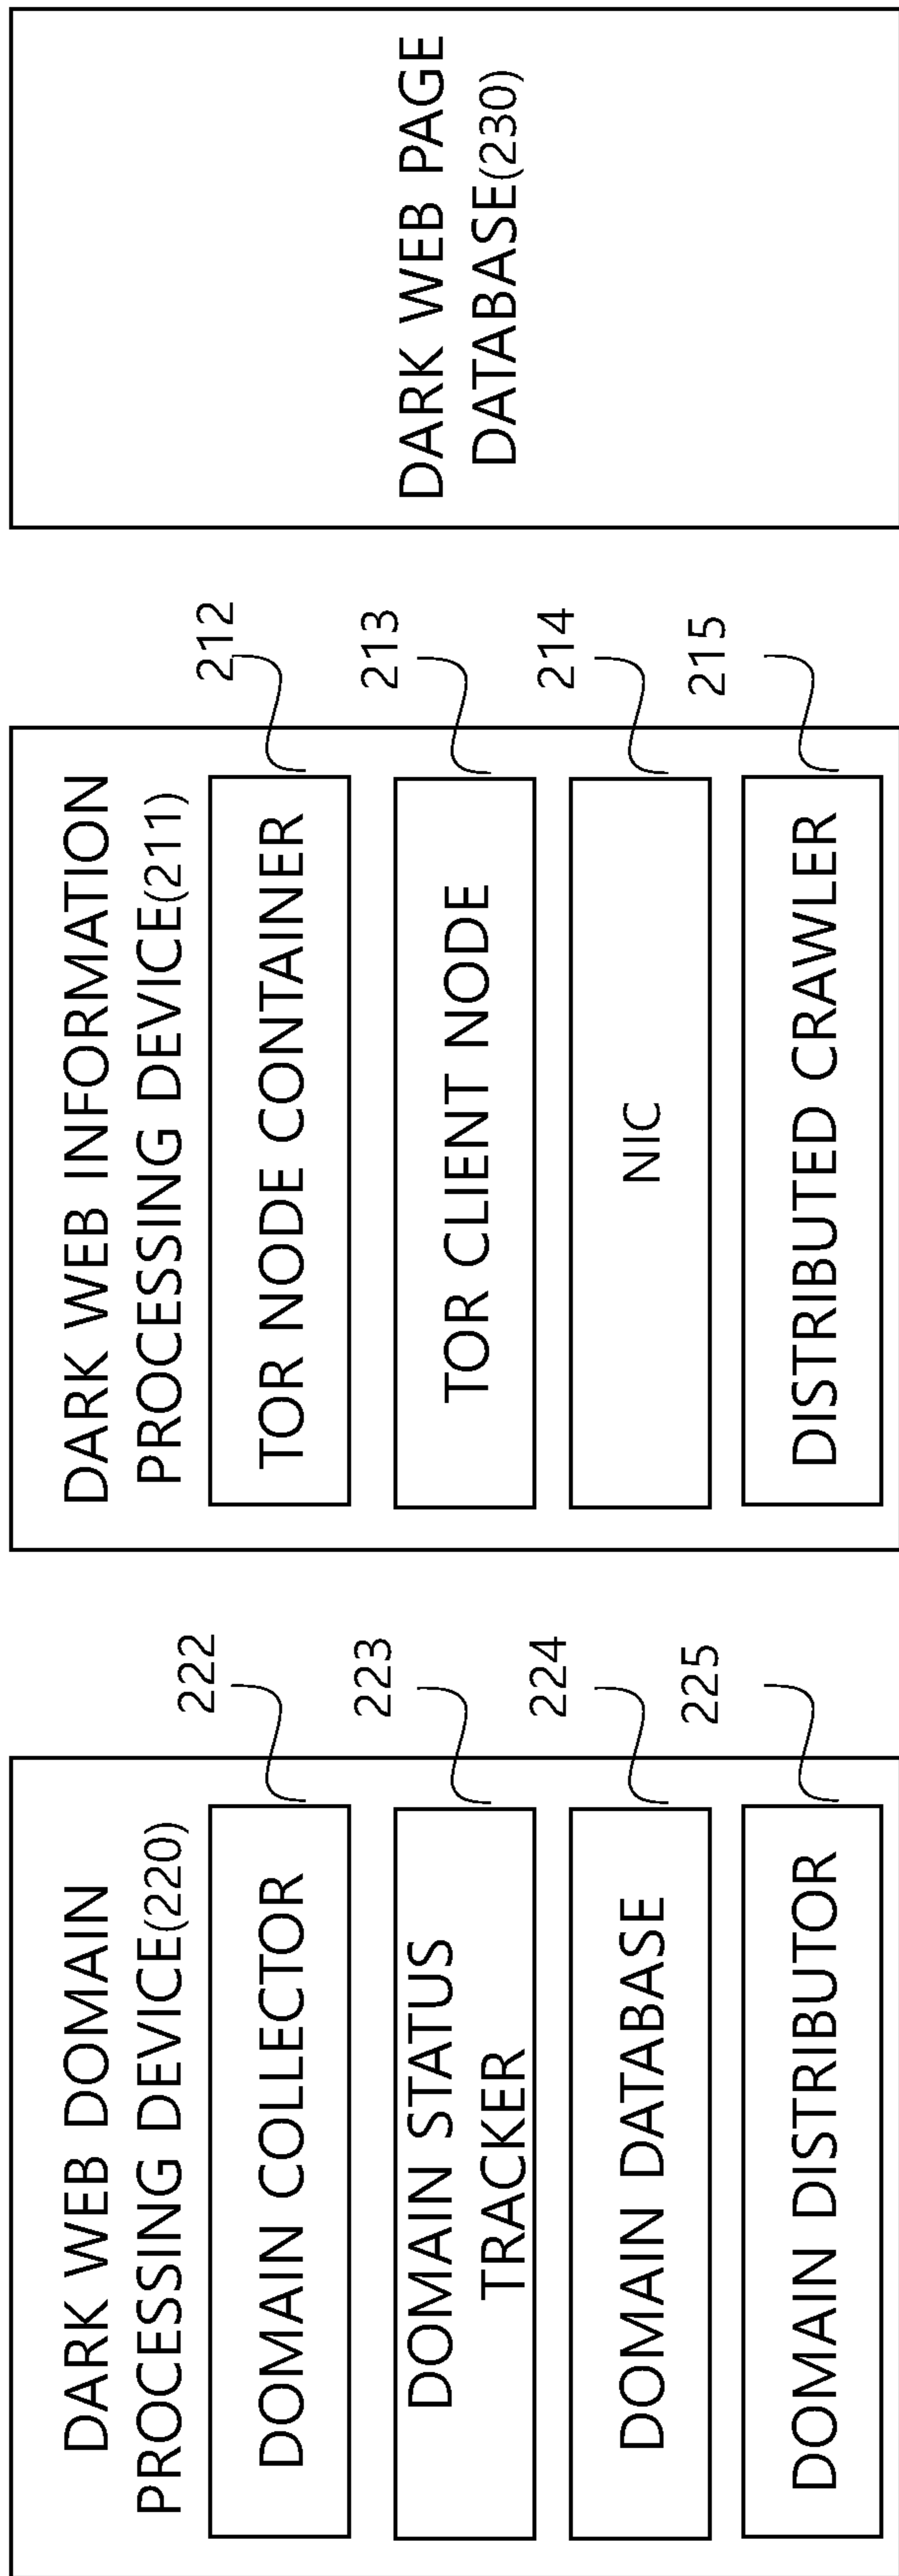 DARK WEB DOMAIN
PROCESSING DEVICE(220)
DOMAIN COLLECTOR
222
DOMAIN STATUS
TRACKER
223
DOMAIN DATABASE
224
DOMAIN DISTRIBUTOR
225
DARK WEB INFORMATION
PROCESSING DEVICE(211)
TOR NODE CONTAINER
212
TOR CLIENT NODE
213
NIC
214
DISTRIBUTED CRAWLER
215
DARK WEB PAGE
DATABASE(230)